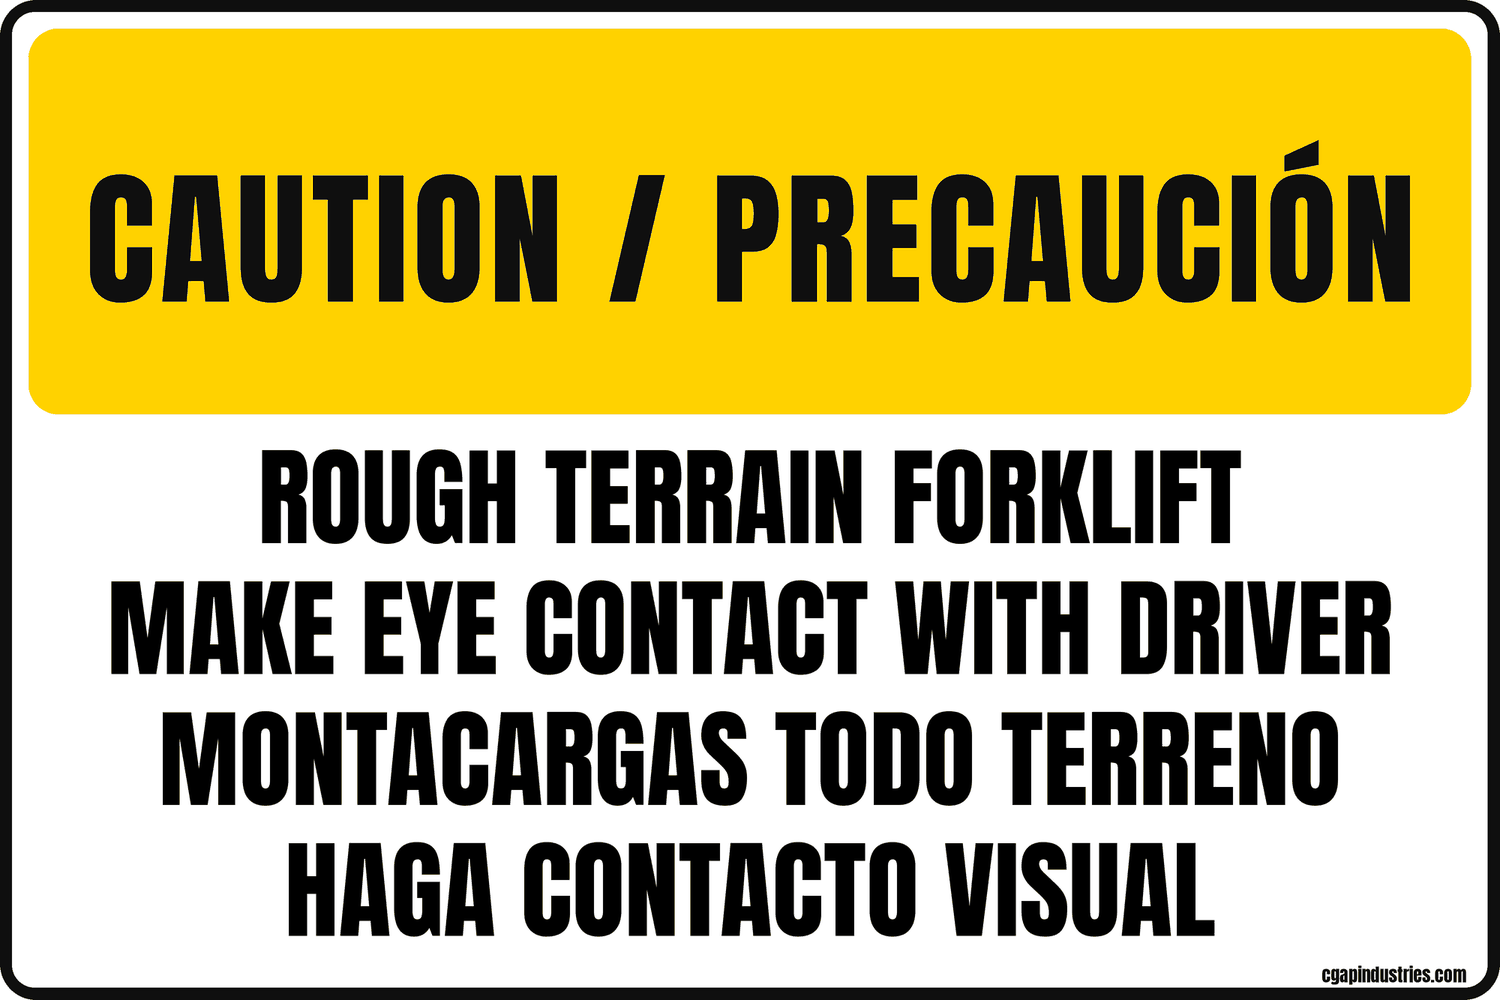 CAUTION / PRECAUCIÓN
ROUGH TERRAIN FORKLIFT
MAKE EYE CONTACT WITH DRIVER
MONTACARGAS TODO TERRENO
HAGA CONTACTO VISUAL
cgapindustries.com